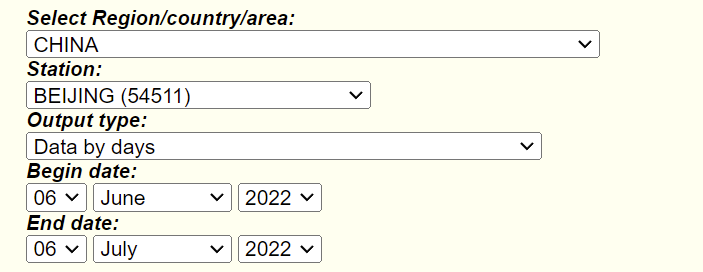 Select Region/country/area:
CHINA
Station:
BEIJING (54511)
Output type:
Data by days
Begin date:
06 June 2022
End date:
06 July 2022